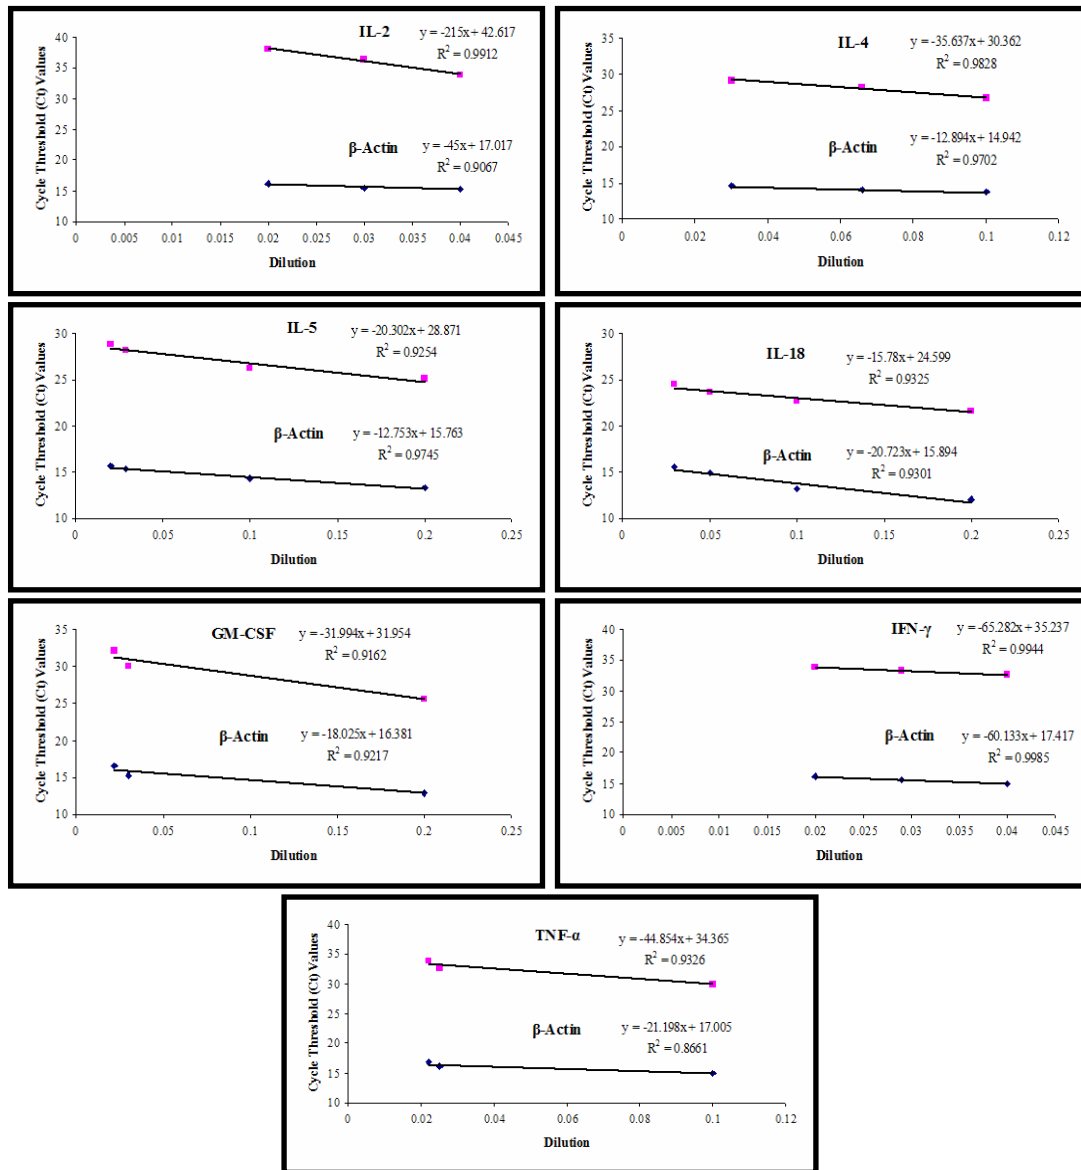 IL-2
y = -215x + 42.617
R² = 0.9912
β-Actin
y = -45x + 17.017
R² = 0.9067
Cycle Threshold (Ct) Values
40
35
30
25
20
15
10
0 0.005 0.01 0.015 0.02 0.025 0.03 0.035 0.04 0.045
Dilution
IL-4
y = -35.637x + 30.362
R² = 0.9828
β-Actin
y = -12.894x + 14.942
R² = 0.9702
Cycle Threshold (Ct) Values
35
30
25
20
15
10
0 0.02 0.04 0.06 0.08 0.1 0.12
Dilution
IL-5
y = -20.302x + 28.871
R² = 0.9254
β-Actin
y = -12.753x + 15.763
R² = 0.9745
Cycle Threshold (Ct) Values
30
25
20
15
10
0 0.05 0.1 0.15 0.2 0.25
Dilution
IL-18
y = -15.78x + 24.599
R² = 0.9325
β-Actin
y = -20.723x + 15.894
R² = 0.9301
Cycle Threshold (Ct) Values
30
25
20
15
10
0 0.05 0.1 0.15 0.2 0.25
Dilution
GM-CSF
y = -31.994x + 31.954
R² = 0.9162
β-Actin
y = -18.025x + 16.381
R² = 0.9217
Cycle Threshold (Ct) Values
35
30
25
20
15
10
0 0.05 0.1 0.15 0.2 0.25
Dilution
IFN-γ
y = -65.282x + 35.237
R² = 0.9944
β-Actin
y = -60.133x + 17.417
R² = 0.9985
Cycle Threshold (Ct) Values
40
35
30
25
20
15
10
0 0.005 0.01 0.015 0.02 0.025 0.03 0.035 0.04 0.045
Dilution
TNF-α
y = -44.854x + 34.365
R² = 0.9326
β-Actin
y = -21.198x + 17.005
R² = 0.8661
Cycle Threshold (Ct) Values
40
35
30
25
20
15
10
0 0.02 0.04 0.06 0.08 0.1 0.12
Dilution